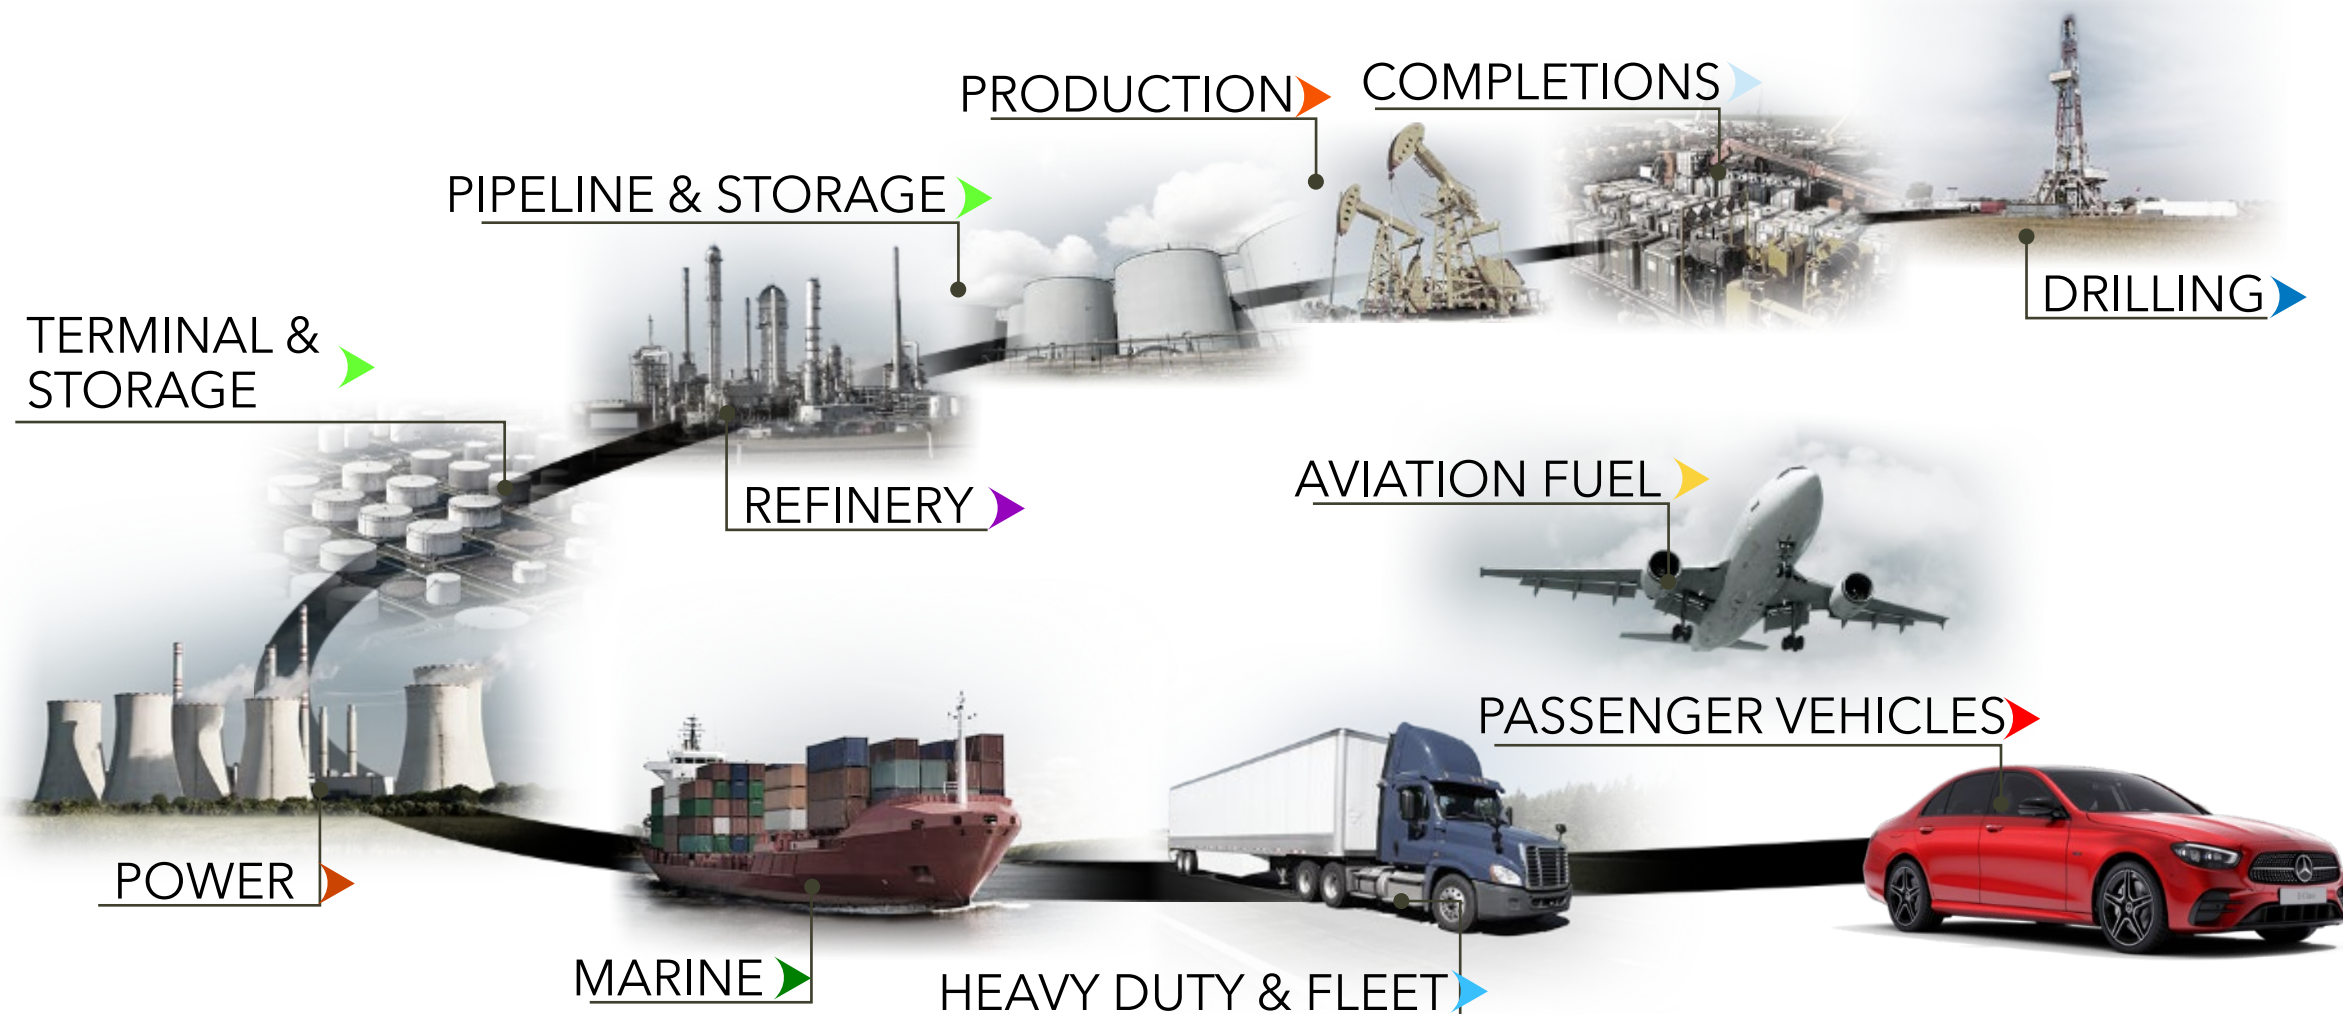 COMPLETIONS
PRODUCTION
PIPELINE & STORAGE
DRILLING
TERMINAL &
STORAGE
REFINERY
AVIATION FUEL
PASSENGER VEHICLES
POWER
MARINE
HEAVY DUTY & FLEET